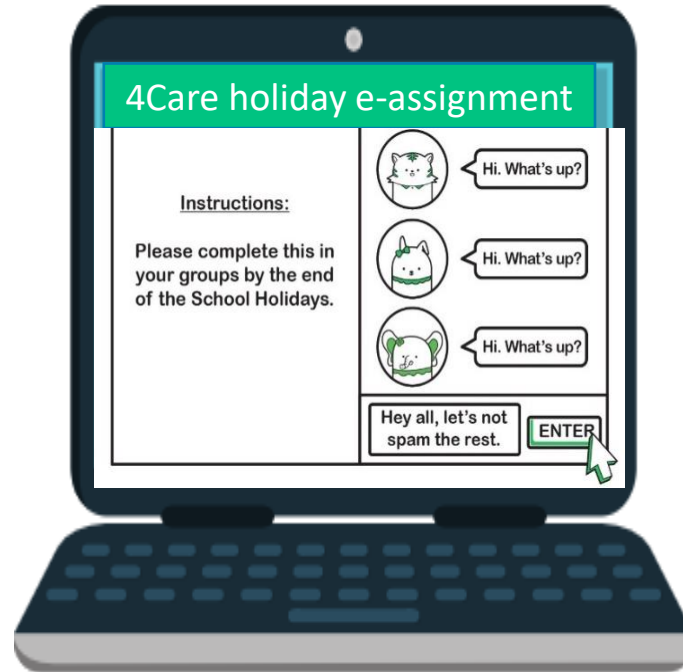 4Care holiday e-assignment
Instructions:
Please complete this in
your groups by the end
of the School Holidays.
Hi. What's up?
Hi. What's up?
Hi. What's up?
Hey all, let's not
spam the rest.
ENTER